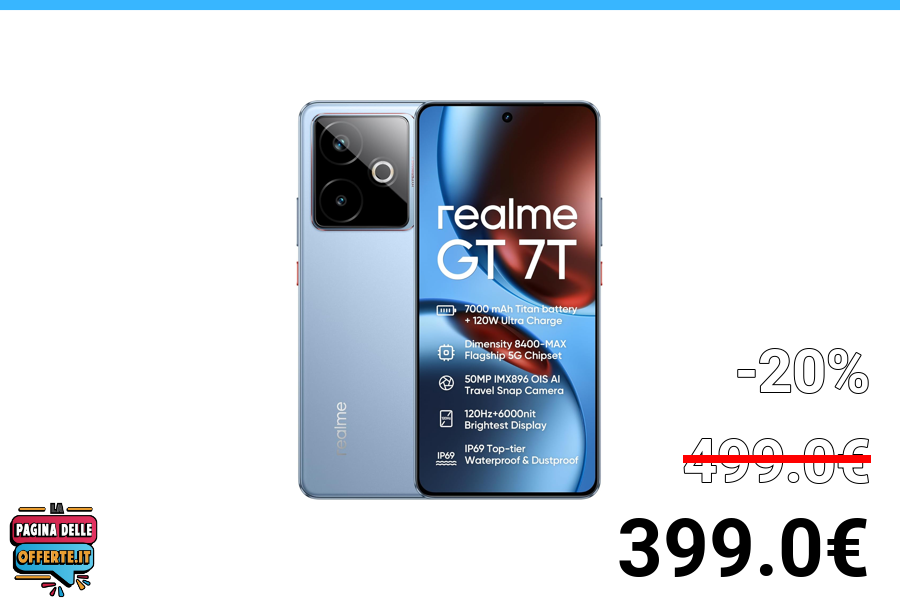 realme
GT 7T
7000 mAh Titan battery
+ 120W Ultra Charge
Dimensity 8400-MAX
Flagship 5G Chipset
50MP IMX896 OIS AI
Travel Snap Camera
120Hz+6000nit
Brightest Display
IP69
IP69 Top-tier
Waterproof & Dustproof
realme
-20%
499.0€
399.0€
LA
PAGINA DELLE
OFFERTE.IT